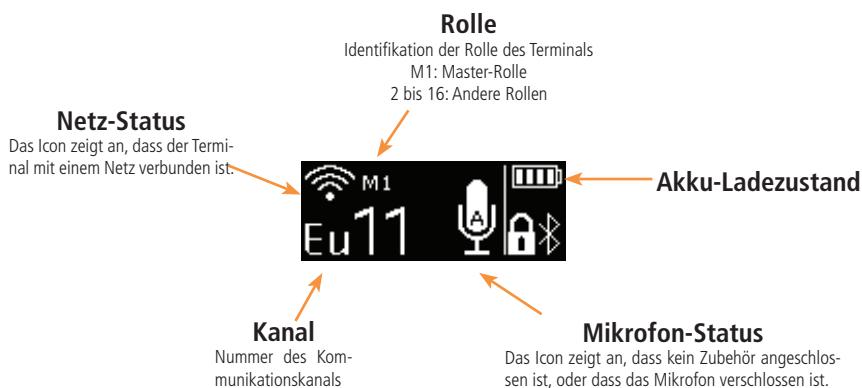 Rolle
Identifikation der Rolle des Terminals
M1: Master-Rolle
2 bis 16: Andere Rollen
Netz-Status
Das Icon zeigt an, dass der Termi-
nal mit einem Netz verbunden ist.
M1
A
Eu11
Akku-Ladezustand
Kanal
Nummer des Kom-
munikationskanals
Mikrofon-Status
Das Icon zeigt an, dass kein Zubehör angeschlos-
sen ist, oder dass das Mikrofon verschlossen ist.